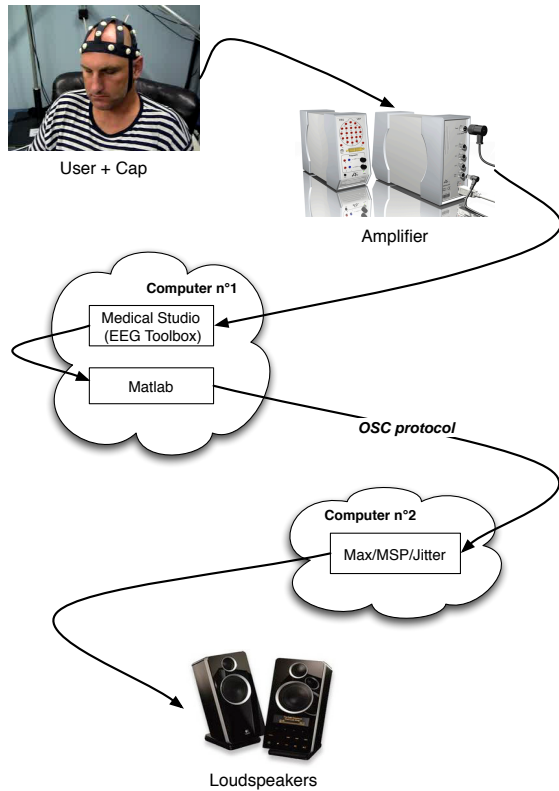 User + Cap
Amplifier
Computer n°1
Medical Studio
(EEG Toolbox)
Matlab
OSC protocol
Computer n°2
Max/MSP/Jitter
Loudspeakers